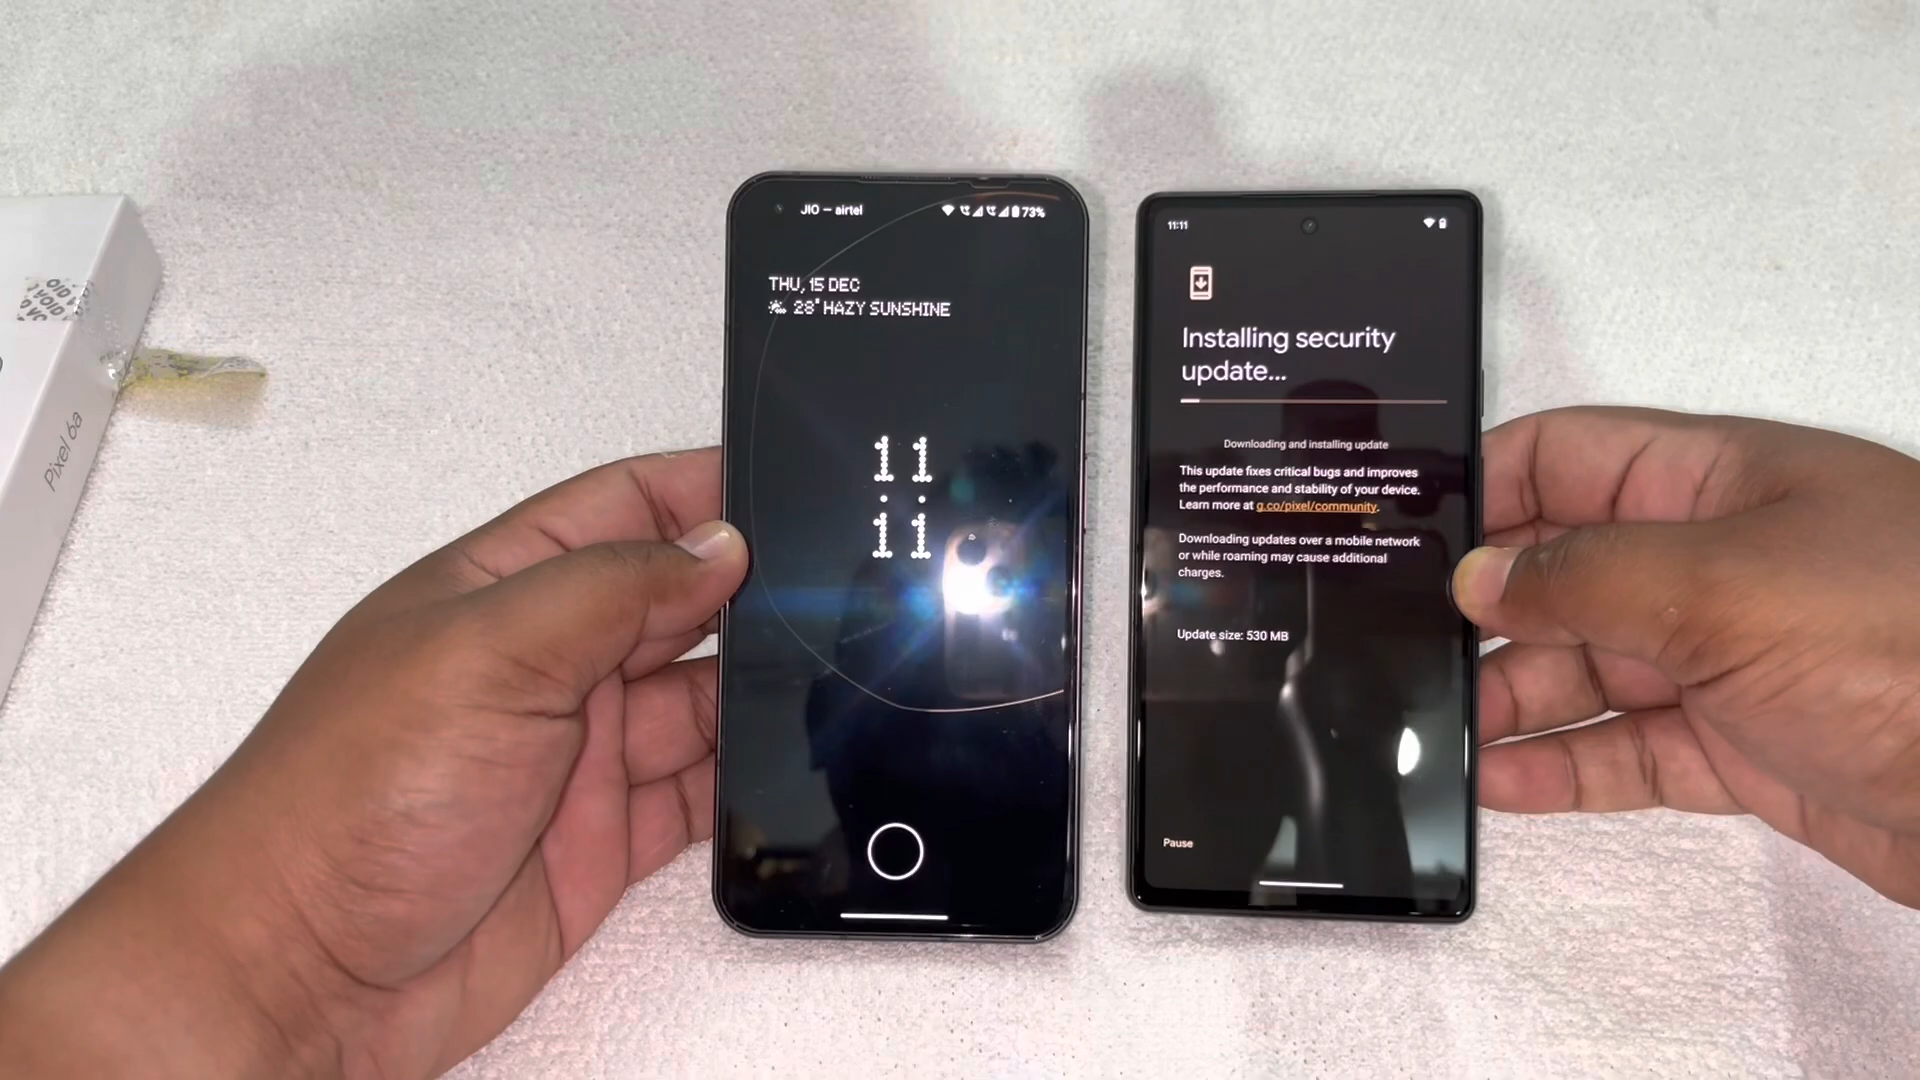 Pixel 6a
JIO — airtel
73%
THU, 15 DEC
28° HAZY SUNSHINE
11
11
11:11
Installing security
update...
Downloading and installing update
This update fixes critical bugs and improves
the performance and stability of your device.
Learn more at g.co/pixel/community.
Downloading updates over a mobile network
or while roaming may cause additional
charges.
Update size: 530 MB
Pause